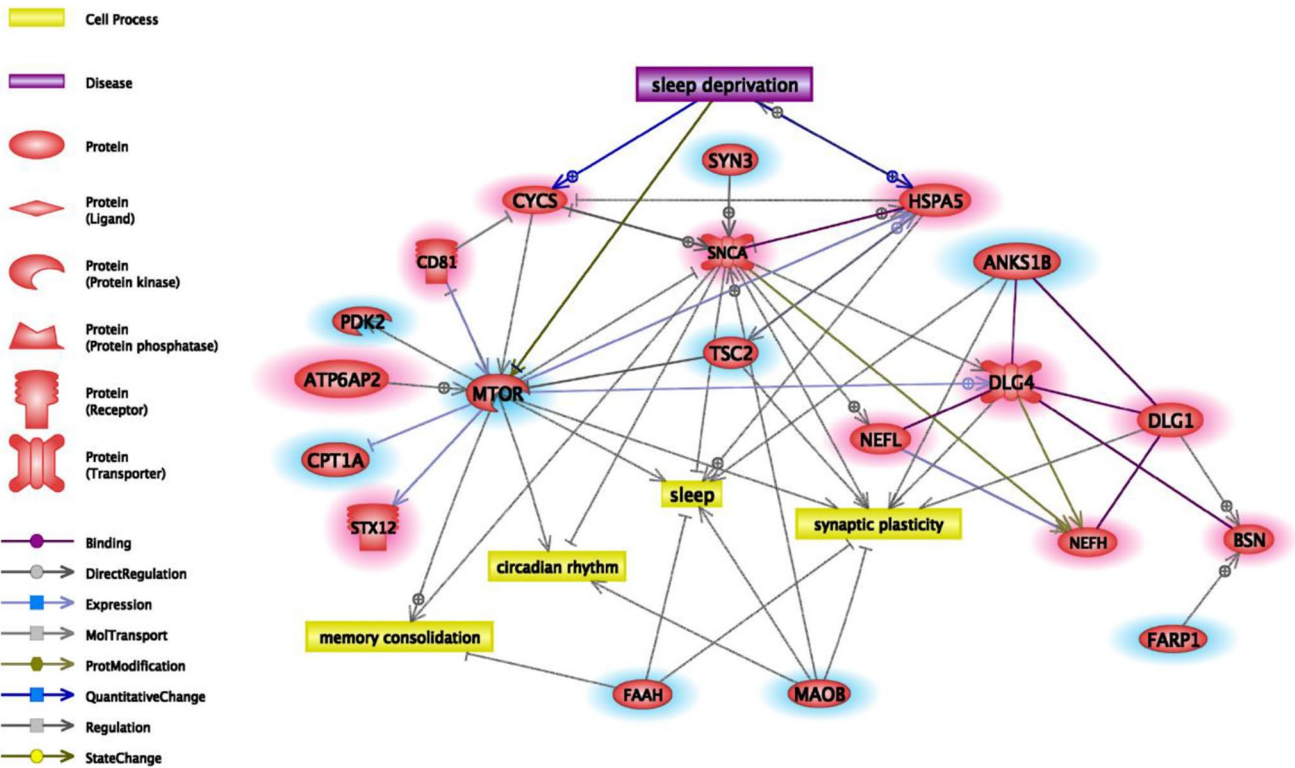 Cell Process
Disease
Protein
Protein
(Ligand)
Protein
(Protein kinase)
Protein
(Protein phosphatase)
Protein
(Receptor)
Protein
(Transporter)
Binding
DirectRegulation
Expression
MolTransport
ProtModification
QuantitativeChange
Regulation
StateChange
sleep deprivation
SYN3
CYCS
HSPA5
SNCA
CD81
ANKS1B
PDK2
TSC2
ATP6AP2
MTOR
DLG4
DLG1
NEFL
CPT1A
sleep
STX12
synaptic plasticity
NEFH
BSN
circadian rhythm
memory consolidation
FARP1
FAAH
MAOB